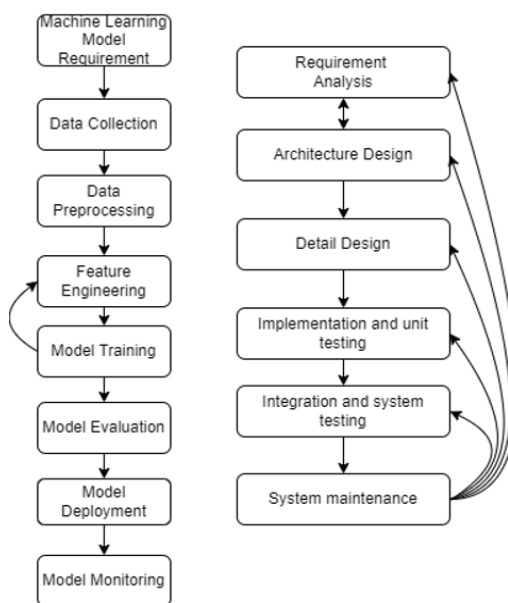 Machine Learning
Model
Requirement
Data Collection
Data
Preprocessing
Feature
Engineering
Model Training
Model Evaluation
Model
Deployment
Model Monitoring
Requirement
Analysis
Architecture Design
Detail Design
Implementation and unit
testing
Integration and system
testing
System maintenance